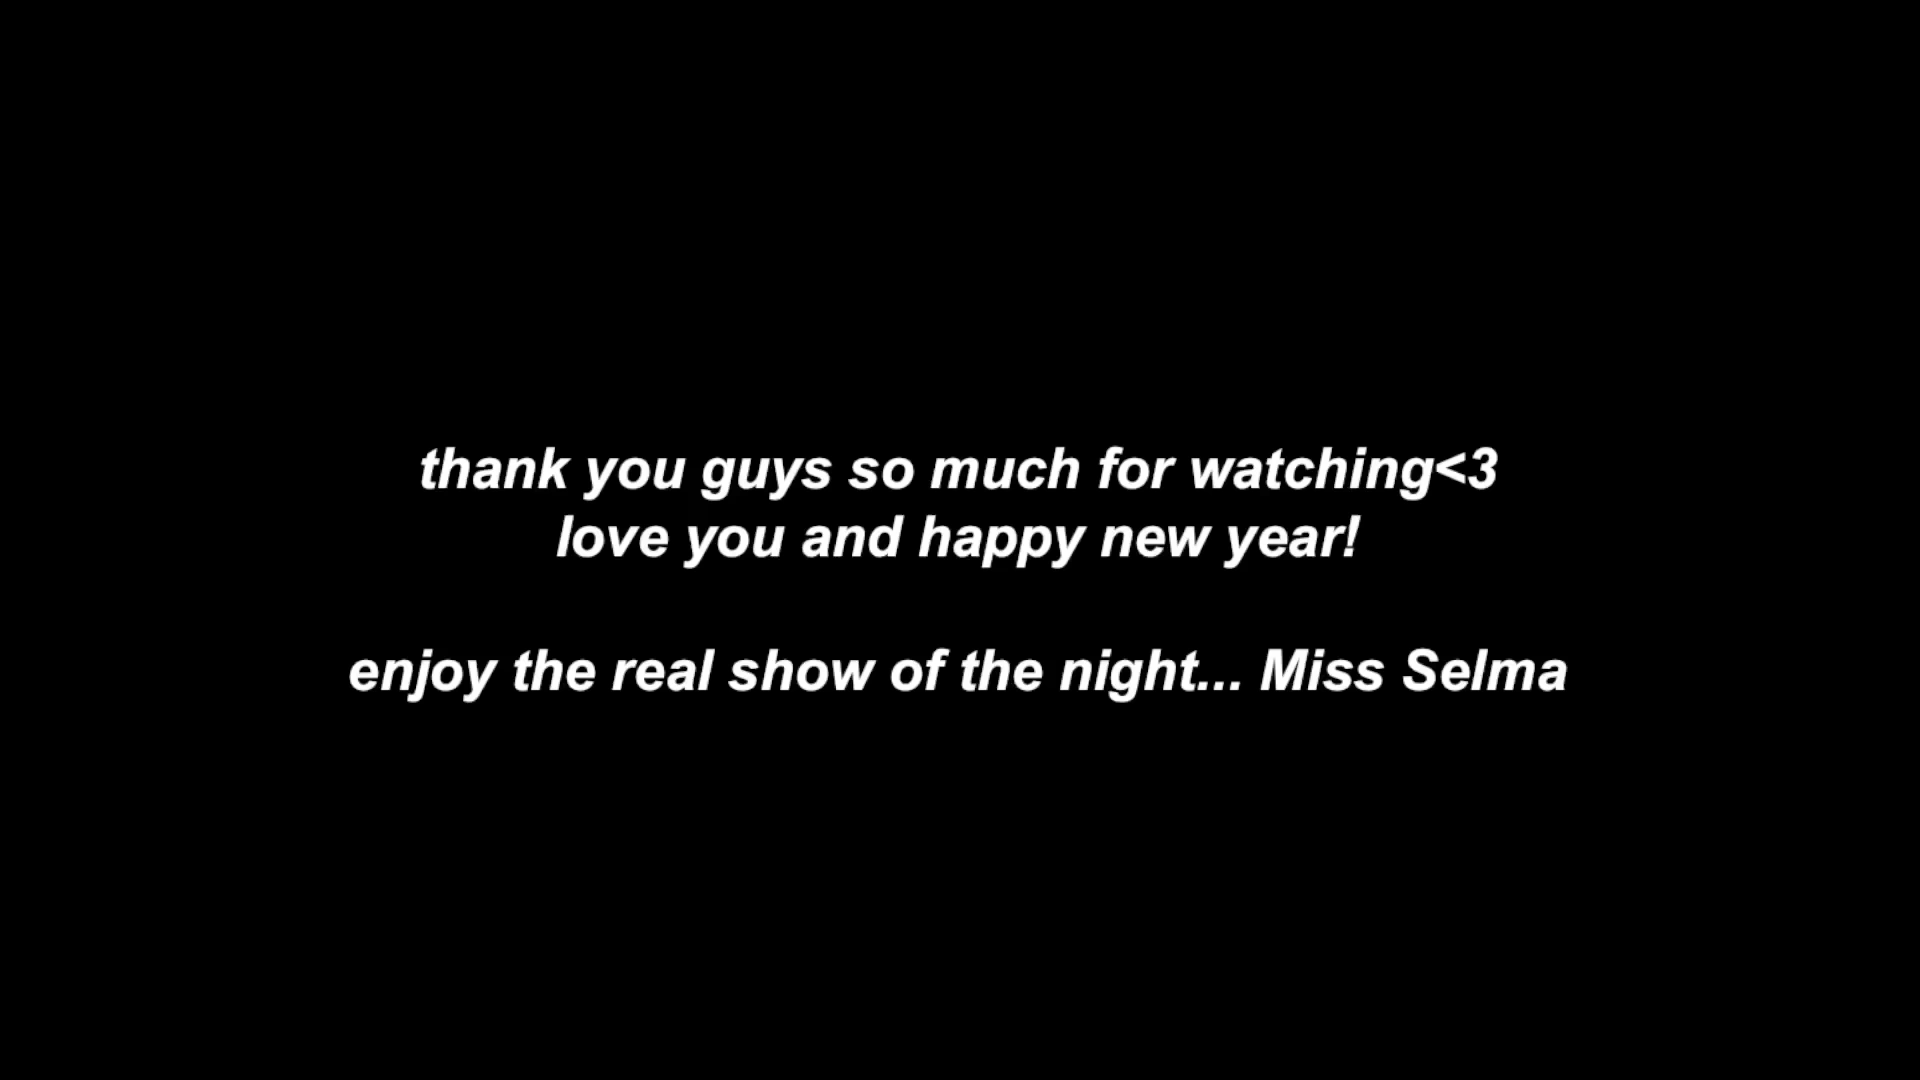 thank you guys so much for watching<3
love you and happy new year!
enjoy the real show of the night... Miss Selma